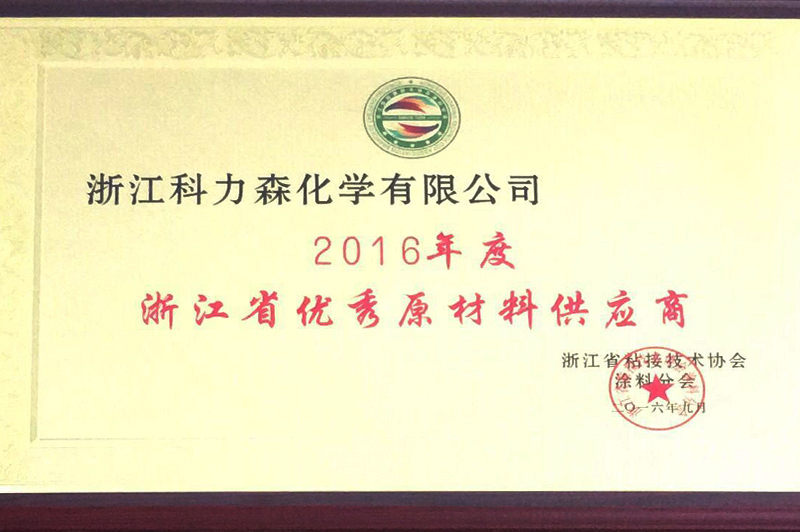 浙江科力森化学有限公司
2016年度
浙江省优秀原材料供应商
浙江省粘接技术协会
涂料分会
二〇一六年九月